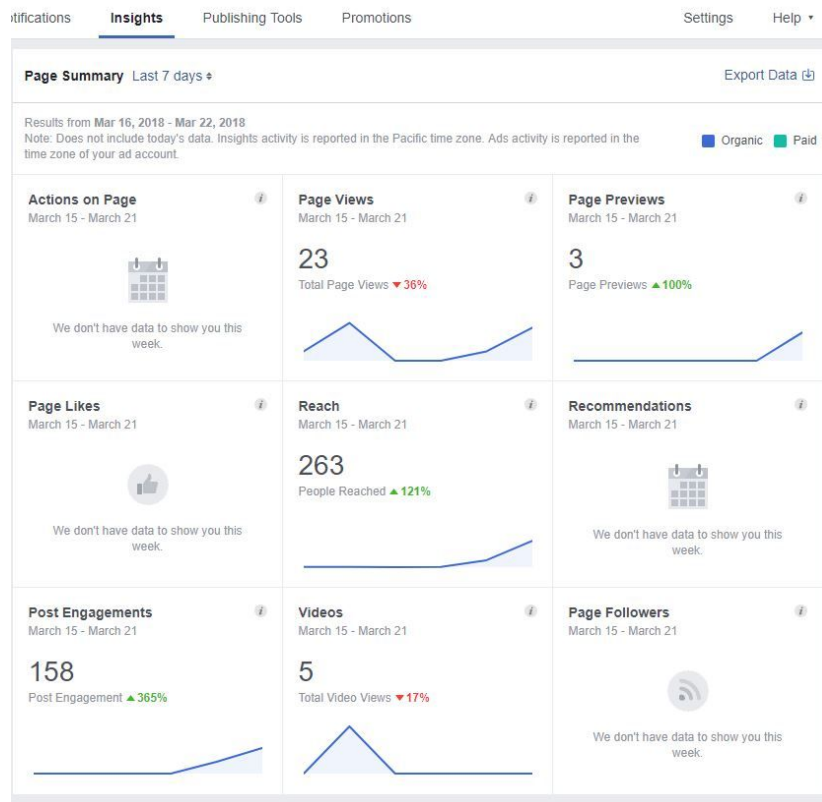 otifications Insights Publishing Tools Promotions Settings Help
Page Summary Last 7 days Export Data
Results from Mar 16, 2018 - Mar 22, 2018
Note: Does not include today's data. Insights activity is reported in the Pacific time zone. Ads activity is reported in the
time zone of your ad account.
Organic Paid
Actions on Page
March 15 - March 21
We don't have data to show you this
week.
Page Views
March 15 - March 21
23
Total Page Views ▼36%
Page Previews
March 15 - March 21
3
Page Previews ▲100%
Page Likes
March 15 - March 21
We don't have data to show you this
week.
Reach
March 15 - March 21
263
People Reached ▲121%
Recommendations
March 15 - March 21
We don't have data to show you this
week.
Post Engagements
March 15 - March 21
158
Post Engagement ▲365%
Videos
March 15 - March 21
5
Total Video Views ▼17%
Page Followers
March 15 - March 21
We don't have data to show you this
week.